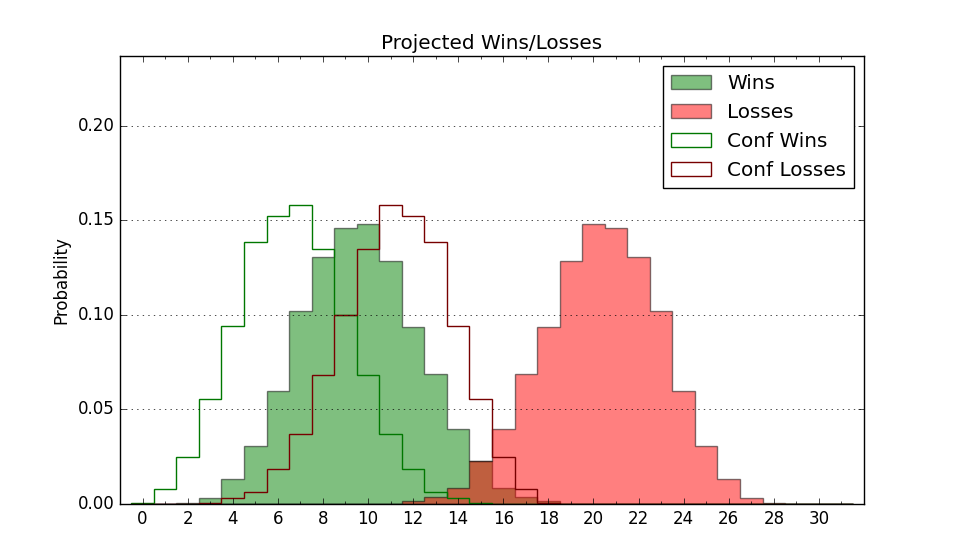 Projected Wins/Losses
Wins
Losses
Conf Wins
Conf Losses
Probability
0.20
0.15
0.10
0.05
0.00
0 2 4 6 8 10 12 14 16 18 20 22 24 26 28 30